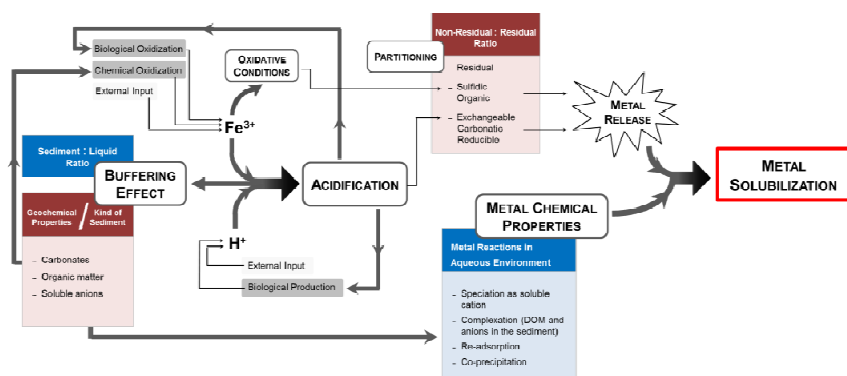 Biological Oxidization
Chemical Oxidization
External Input
Fe3+
OXIDATIVE
CONDITIONS
PARTITIONING
Non-Residual : Residual
Ratio
Residual
– Sulfidic
Organic
– Exchangeable
Carbonatic
Reducible
METAL
RELEASE
METAL
SOLUBILIZATION
Sediment : Liquid
Ratio
BUFFERING
EFFECT
ACIDIFICATION
Geochemical
Properties
/
Kind of
Sediment
– Carbonates
– Organic matter
– Soluble anions
H+
External Input
Biological Production
METAL CHEMICAL
PROPERTIES
Metal Reactions in
Aqueous Environment
– Speciation as soluble
cation
– Complexation (DOM and
anions in the sediment)
– Re-adsorption
– Co-precipitation